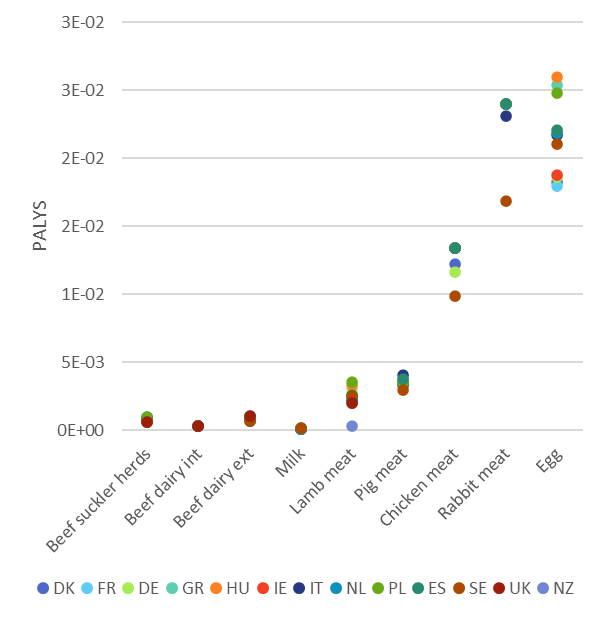 3E-02
3E-02
2E-02
2E-02
1E-02
5E-03
0E+00
PALYS
Beef suckler herds
Beef dairy int
Beef dairy ext
Milk
Lamb meat
Pig meat
Chicken meat
Rabbit meat
Egg
DK FR DE GR HU IE IT NL PL ES SE UK NZ